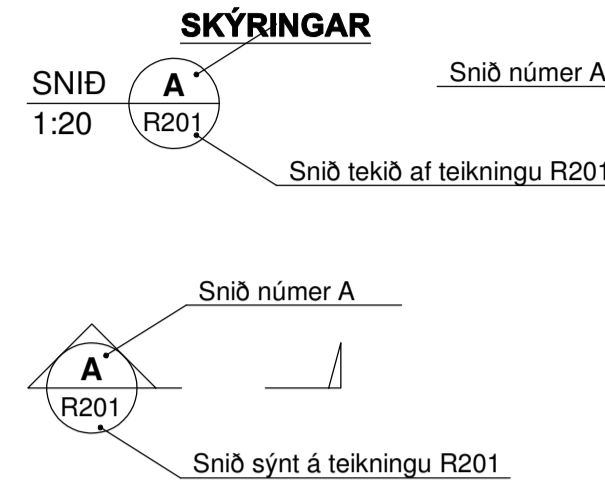 SKÝRINGAR
Snið númer A
SNIÐ
A
1:20
R201
Snið tekið af teikningu R201
Snið númer A
A
R201
Snið sýnt á teikningu R201